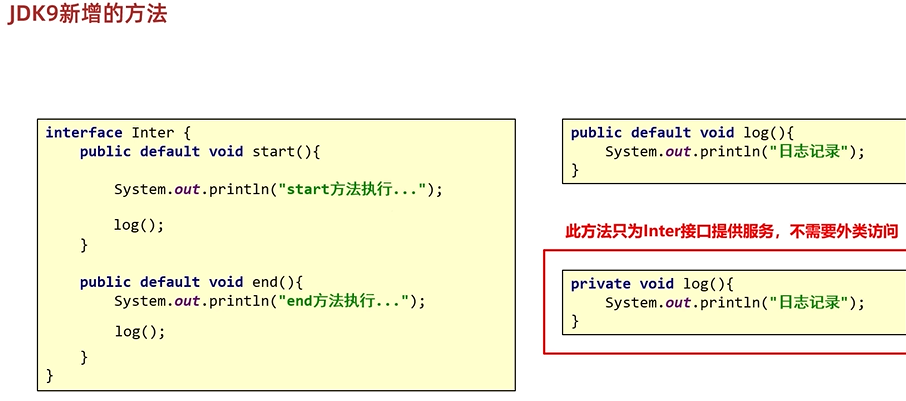 JDK9新增的方法
interface Inter {
public default void start(){
System.out.println("start方法执行...");
log();
}
public default void end(){
System.out.println("end方法执行...");
log();
}
}
public default void log(){
System.out.println("日志记录");
}
此方法只为Inter接口提供服务，不需要外类访问
private void log(){
System.out.println("日志记录");
}